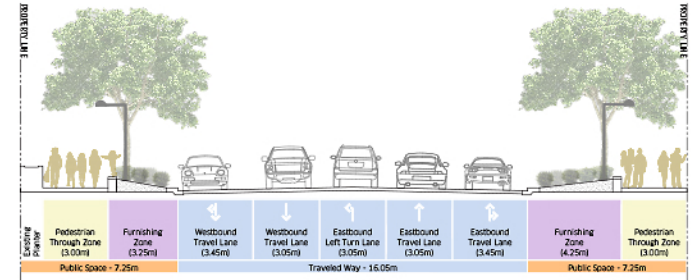 PROPERTY LINE
PROPERTY LINE
Existing
Planter
Pedestrian
Through Zone
(3.00m)
Furnishing
Zone
(3.25m)
Westbound
Travel Lane
(3.45m)
Westbound
Travel Lane
(3.05m)
Eastbound
Left Turn Lane
(3.05m)
Eastbound
Travel Lane
(3.05m)
Eastbound
Travel Lane
(3.45m)
Furnishing
Zone
(4.25m)
Pedestrian
Through Zone
(3.00m)
Public Space - 7.25m
Traveled Way - 16.05m
Public Space - 7.25m